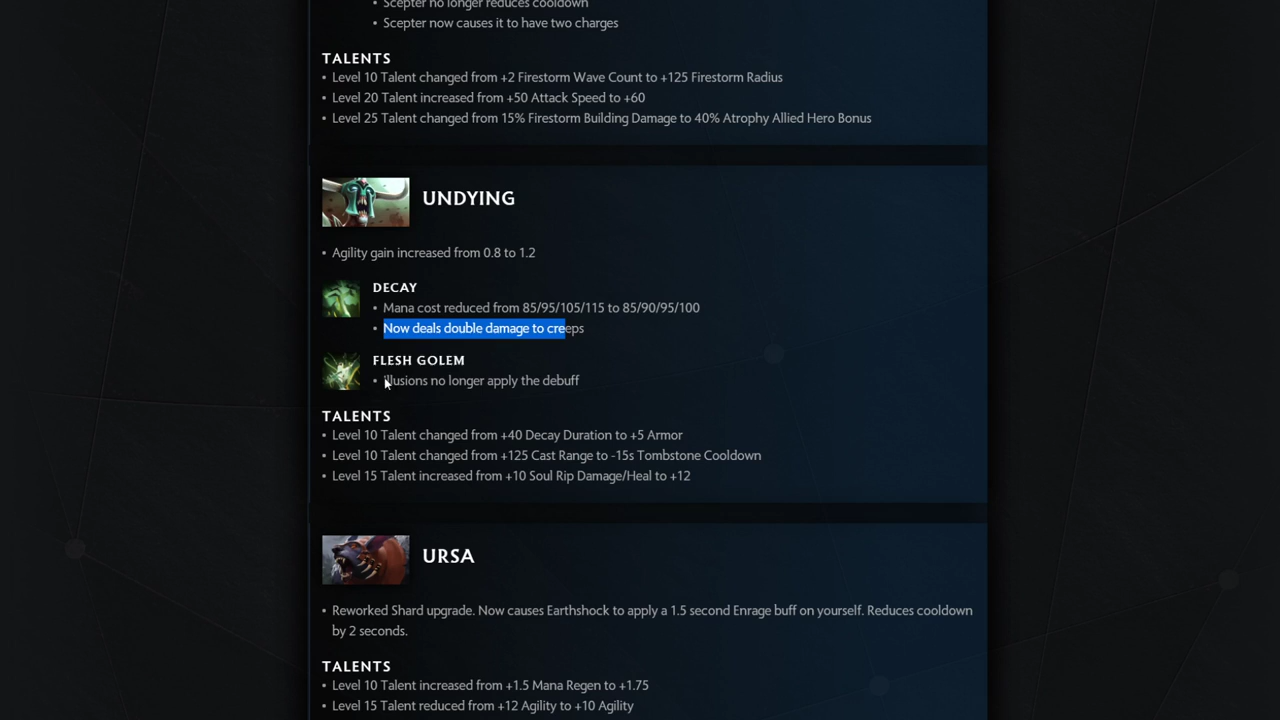 Scepter no longer reduces cooldown
Scepter now causes it to have two charges
TALENTS
Level 10 Talent changed from +2 Firestorm Wave Count to +125 Firestorm Radius
Level 20 Talent increased from +50 Attack Speed to +60
Level 25 Talent changed from 15% Firestorm Building Damage to 40% Atrophy Allied Hero Bonus
UNDYING
Agility gain increased from 0.8 to 1.2
DECAY
Mana cost reduced from 85/95/105/115 to 85/90/95/100
Now deals double damage to creeps
FLESH GOLEM
Illusions no longer apply the debuff
TALENTS
Level 10 Talent changed from +40 Decay Duration to +5 Armor
Level 10 Talent changed from +125 Cast Range to -15s Tombstone Cooldown
Level 15 Talent increased from +10 Soul Rip Damage/Heal to +12
URSA
Reworked Shard upgrade. Now causes Earthshock to apply a 1.5 second Enrage buff on yourself. Reduces cooldown
by 2 seconds.
TALENTS
Level 10 Talent increased from +1.5 Mana Regen to +1.75
Level 15 Talent reduced from +12 Agility to +10 Agility